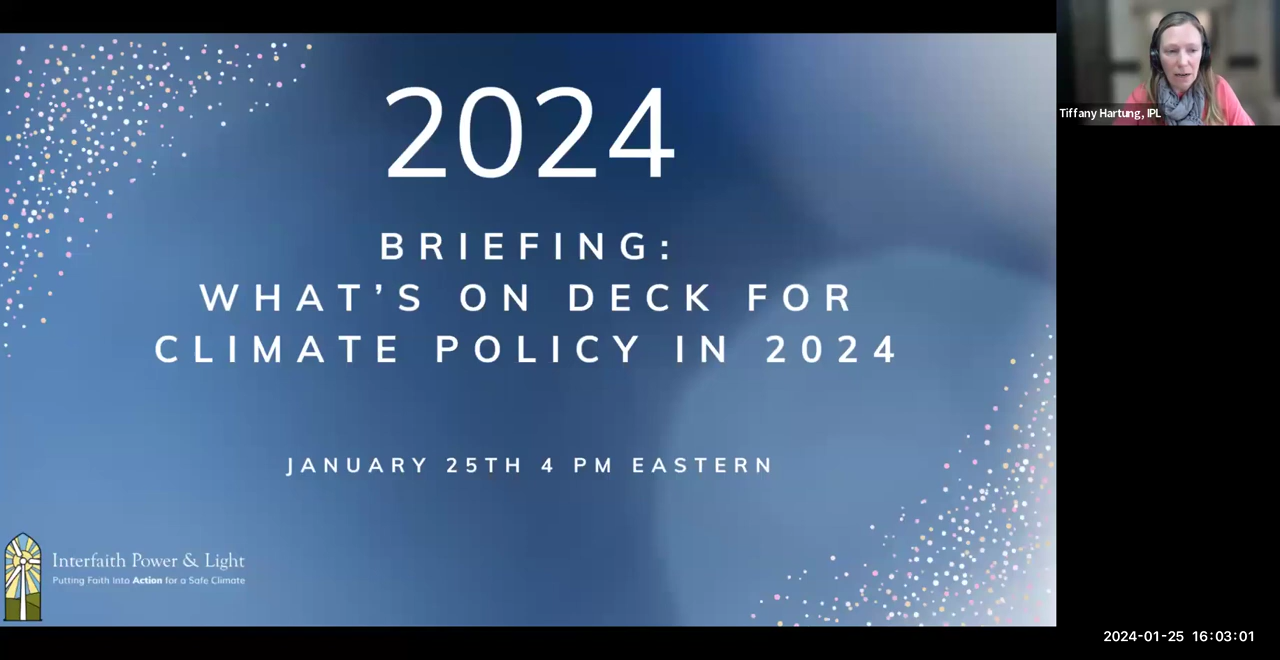 2024
BRIEFING:
WHAT'S ON DECK FOR
CLIMATE POLICY IN 2024
JANUARY 25TH 4 PM EASTERN
Interfaith Power & Light
Putting Faith Into Action for a Safe Climate
Tiffany Hartung, IPL
2024-01-25 16:03:01